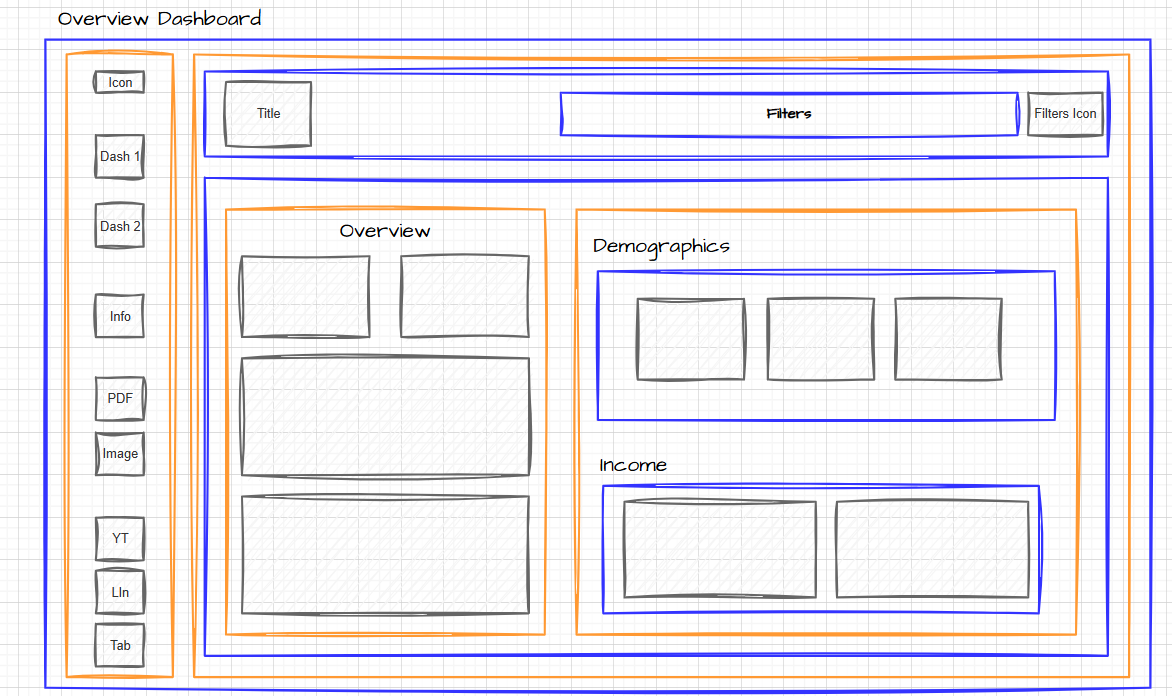 Overview Dashboard
Icon
Dash 1
Dash 2
Info
PDF
Image
YT
LIn
Tab
Title
Filters
Filters Icon
Overview
Demographics
Income